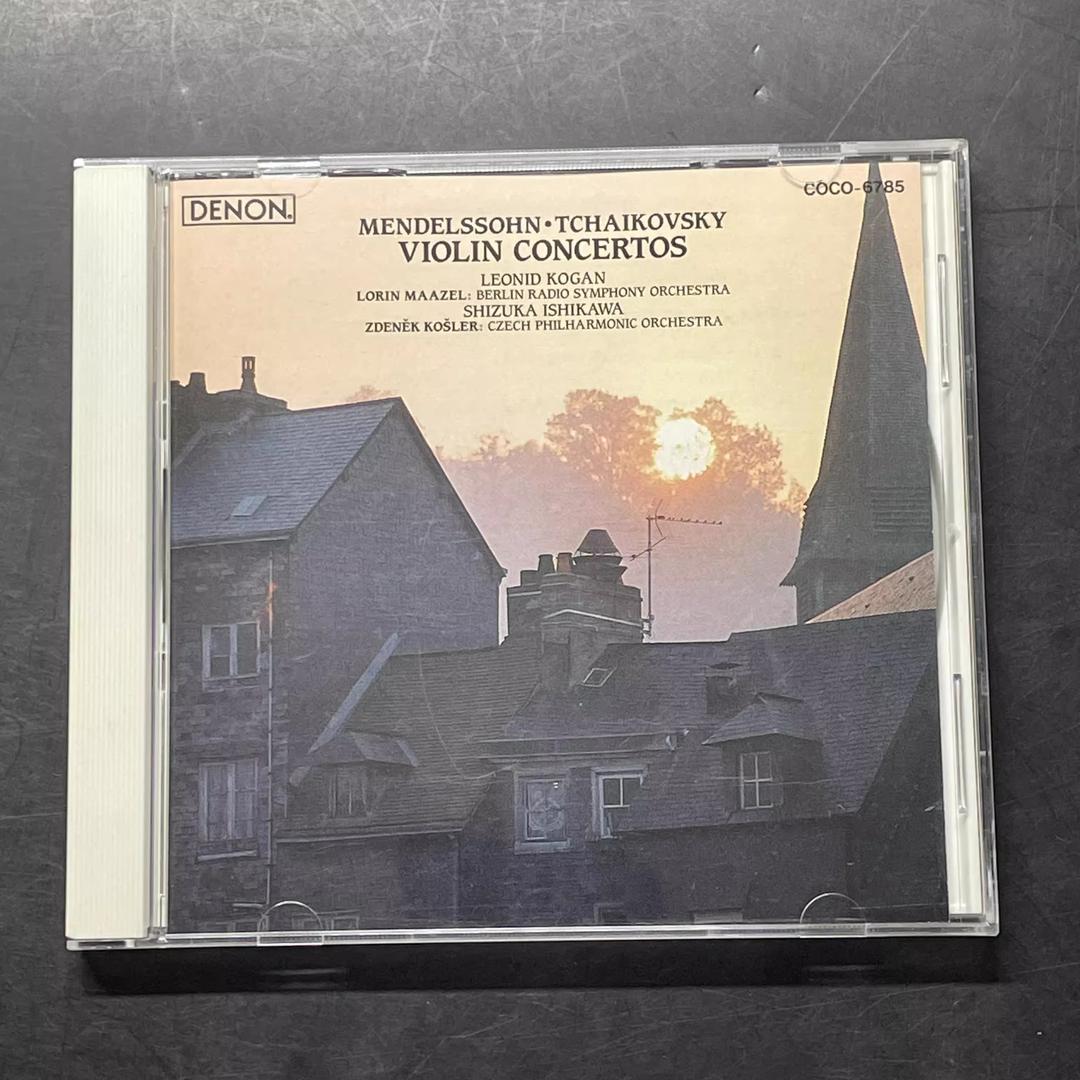 DENON.
COCO-6785
MENDELSSOHN•TCHAIKOVSKY
VIOLIN CONCERTOS
LEONID KOGAN
LORIN MAAZEL: BERLIN RADIO SYMPHONY ORCHESTRA
SHIZUKA ISHIKAWA
ZDENĚK KOŠLER: CZECH PHILHARMONIC ORCHESTRA